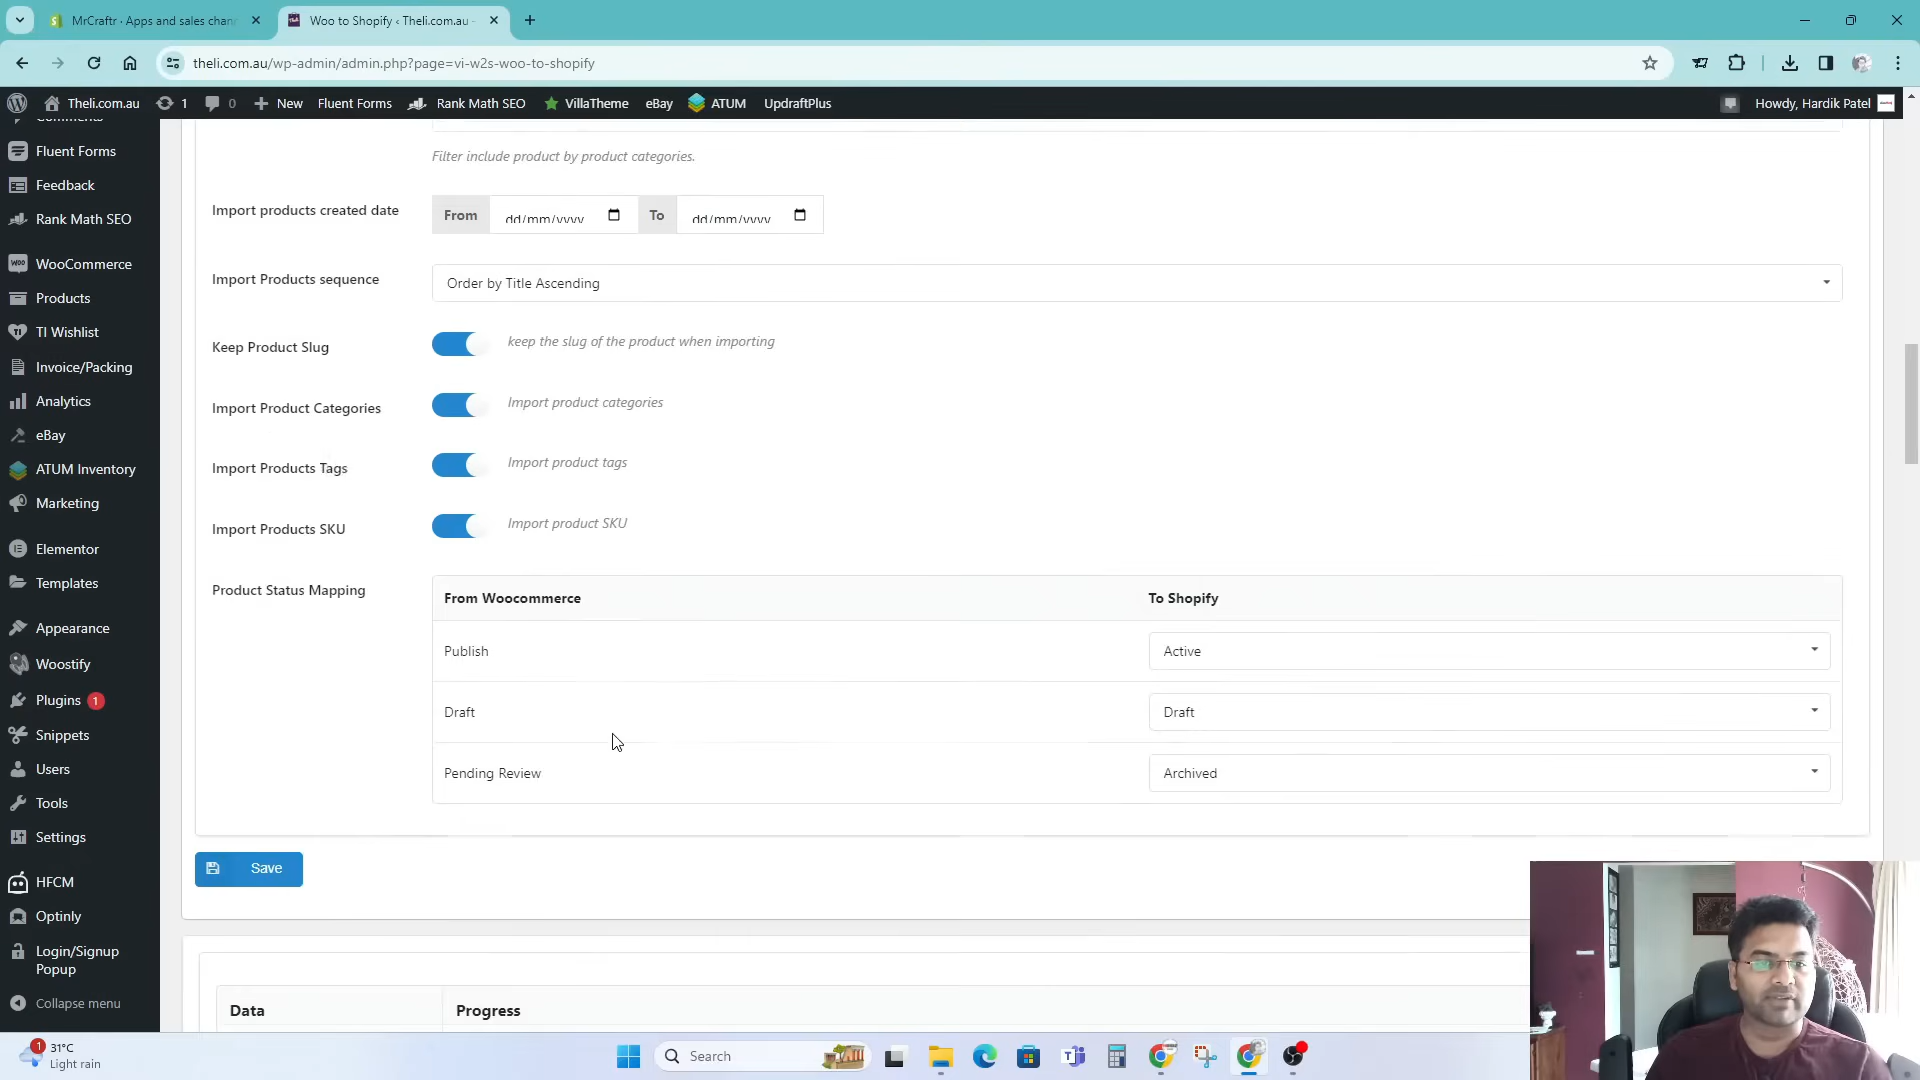 MrCraftr · Apps and sales chan
Woo to Shopify ‹ Theli.com.au -
theli.com.au/wp-admin/admin.php?page=vi-w2s-woo-to-shopify
Theli.com.au
1
0
New
Fluent Forms
Rank Math SEO
VillaTheme
eBay
ATUM
UpdraftPlus
Howdy, Hardik Patel
Comments
Fluent Forms
Feedback
Rank Math SEO
WooCommerce
Products
TI Wishlist
Invoice/Packing
Analytics
eBay
ATUM Inventory
Marketing
Elementor
Templates
Appearance
Woostify
Plugins 1
Snippets
Users
Tools
Settings
HFCM
Optinly
Login/Signup
Popup
Collapse menu
Filter include product by product categories.
Import products created date
From
dd/mm/yyyy
To
dd/mm/yyyy
Import Products sequence
Order by Title Ascending
Keep Product Slug
keep the slug of the product when importing
Import Product Categories
Import product categories
Import Products Tags
Import product tags
Import Products SKU
Import product SKU
Product Status Mapping
From Woocommerce
To Shopify
Publish
Active
Draft
Draft
Pending Review
Archived
Save
Data
Progress
1
31°C
Light rain
Search